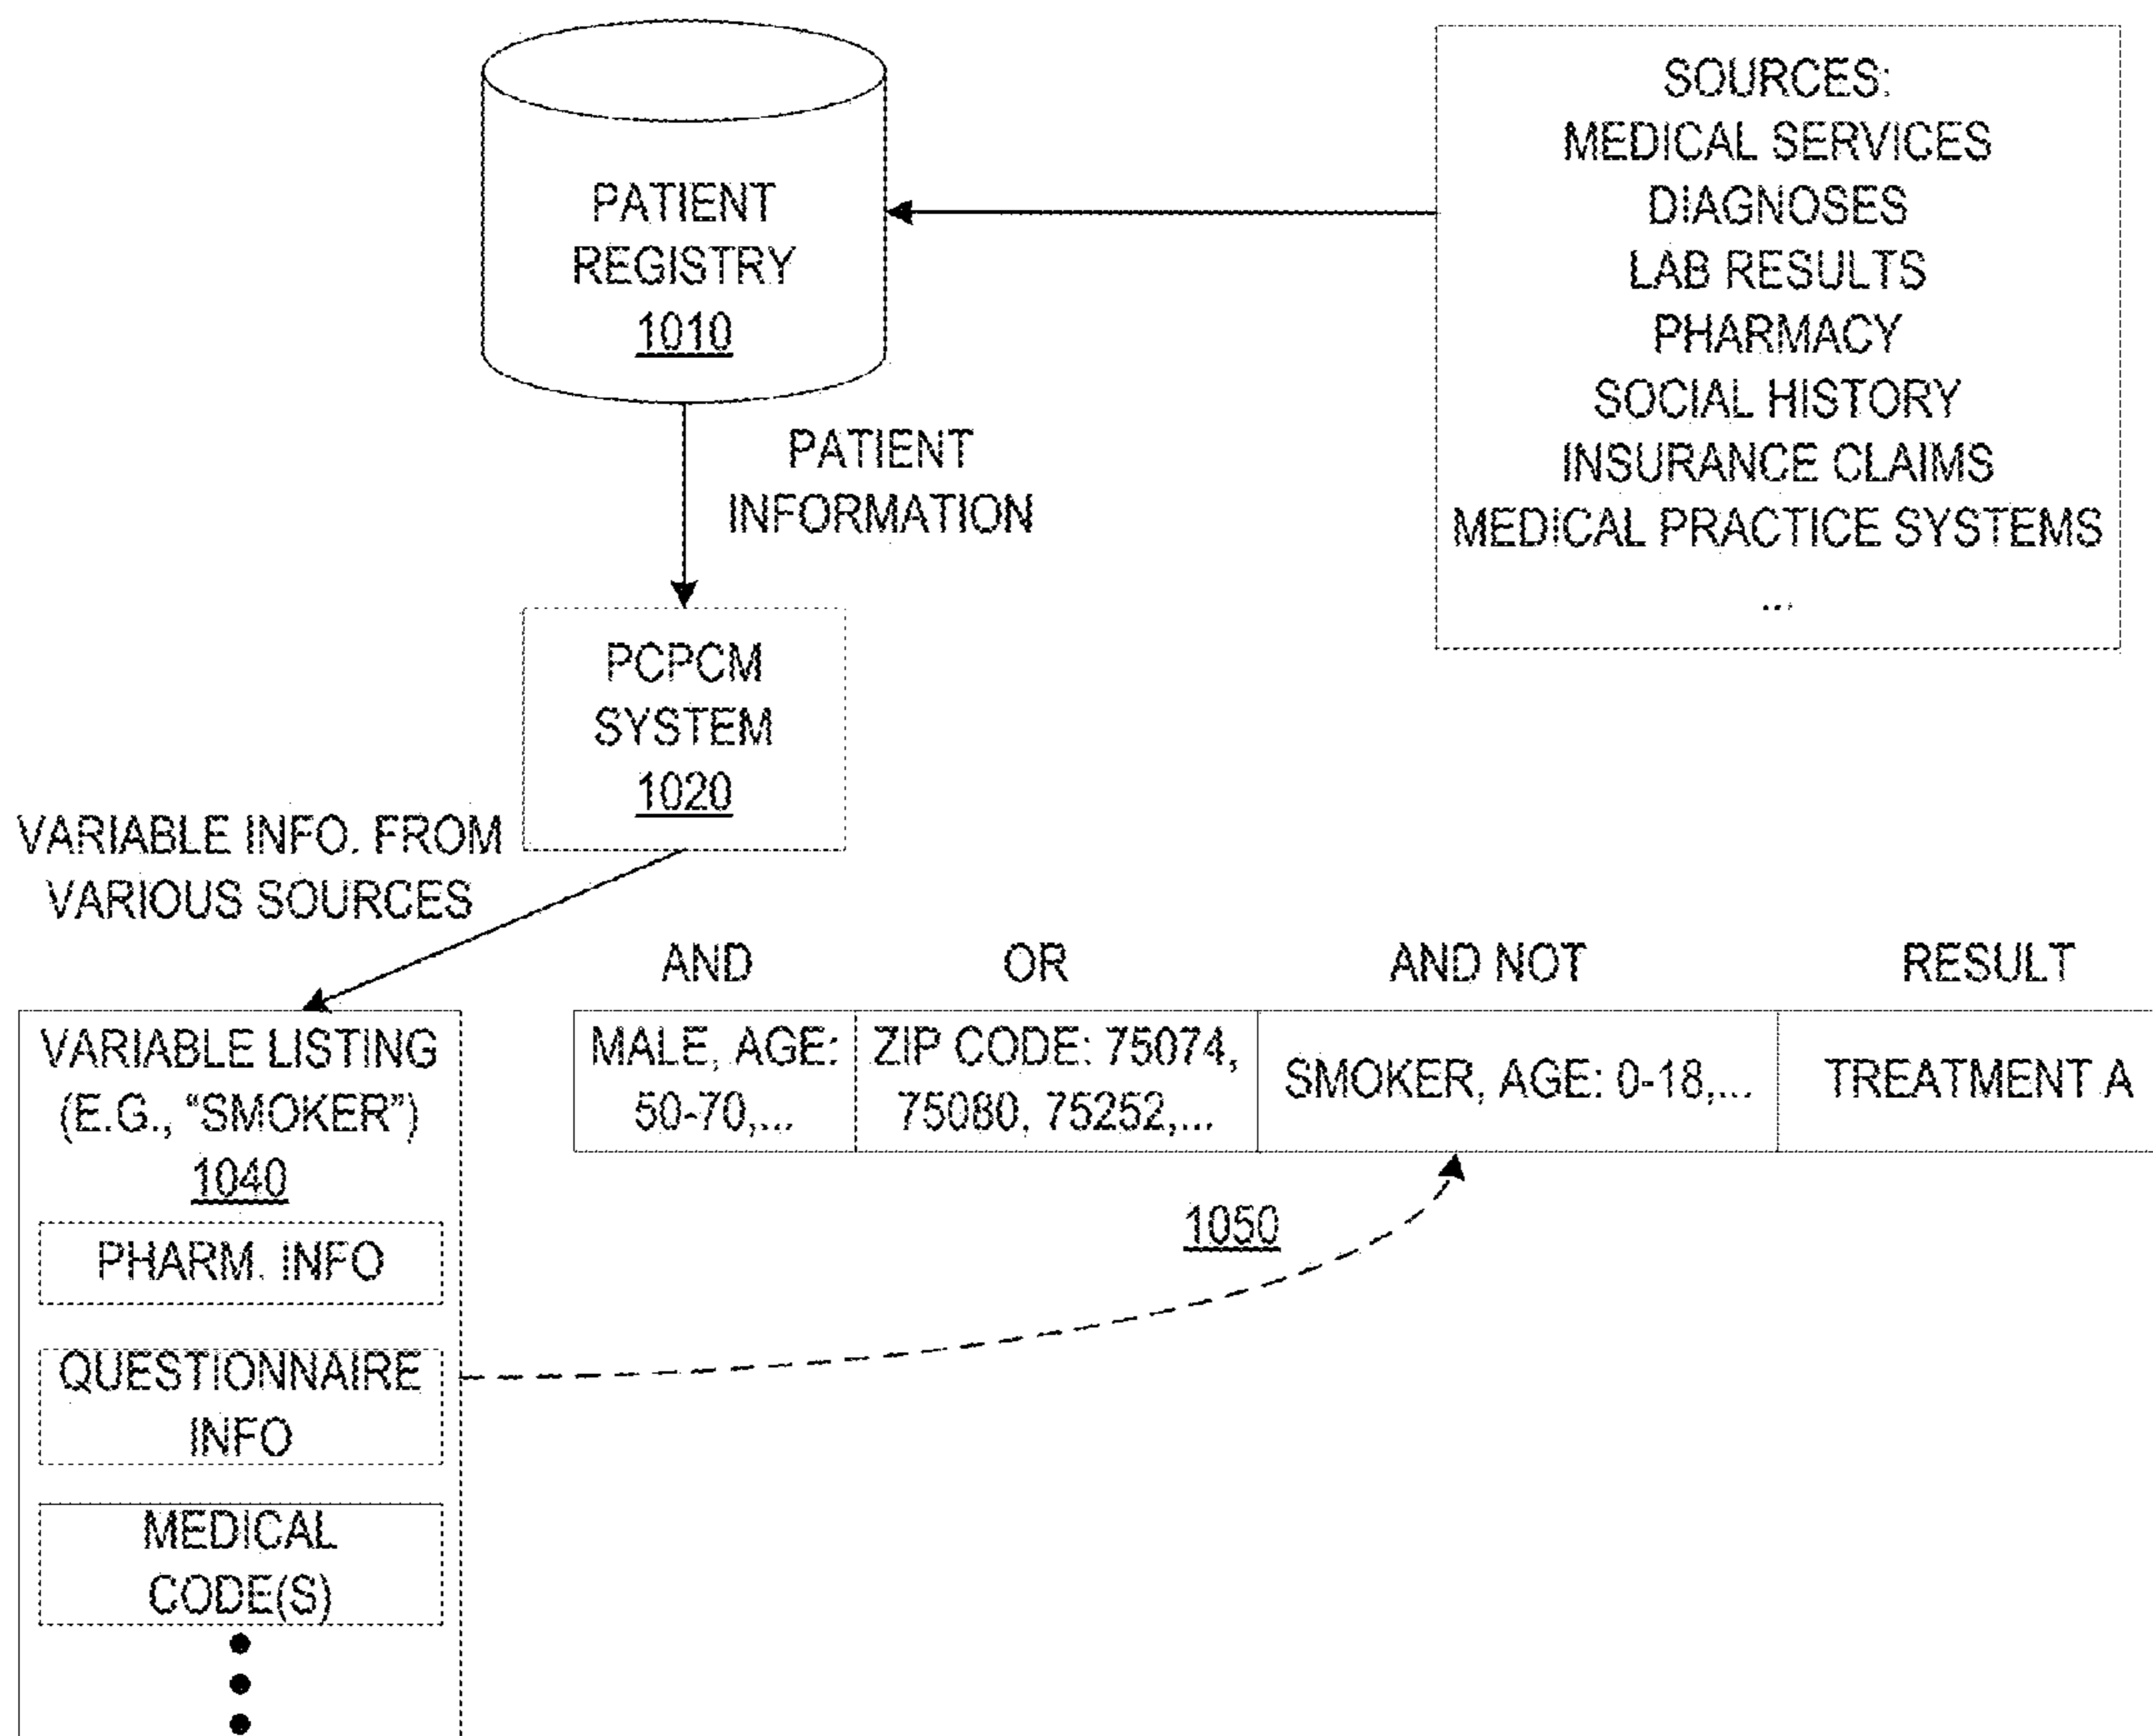 PATIENT
REGISTRY
1010
SOURCES:
MEDICAL SERVICES
DIAGNOSES
LAB RESULTS
PHARMACY
SOCIAL HISTORY
INSURANCE CLAIMS
MEDICAL PRACTICE SYSTEMS
...
PATIENT
INFORMATION
PCPCM
SYSTEM
1020
VARIABLE INFO. FROM
VARIOUS SOURCES
AND
OR
AND NOT
RESULT
MALE, AGE:
50-70,...
ZIP CODE: 75074,
75080, 75252,...
SMOKER, AGE: 0-18,...
TREATMENT A
1050
VARIABLE LISTING
(E.G., “SMOKER”)
1040
PHARM. INFO
QUESTIONNAIRE
INFO
MEDICAL
CODE(S)